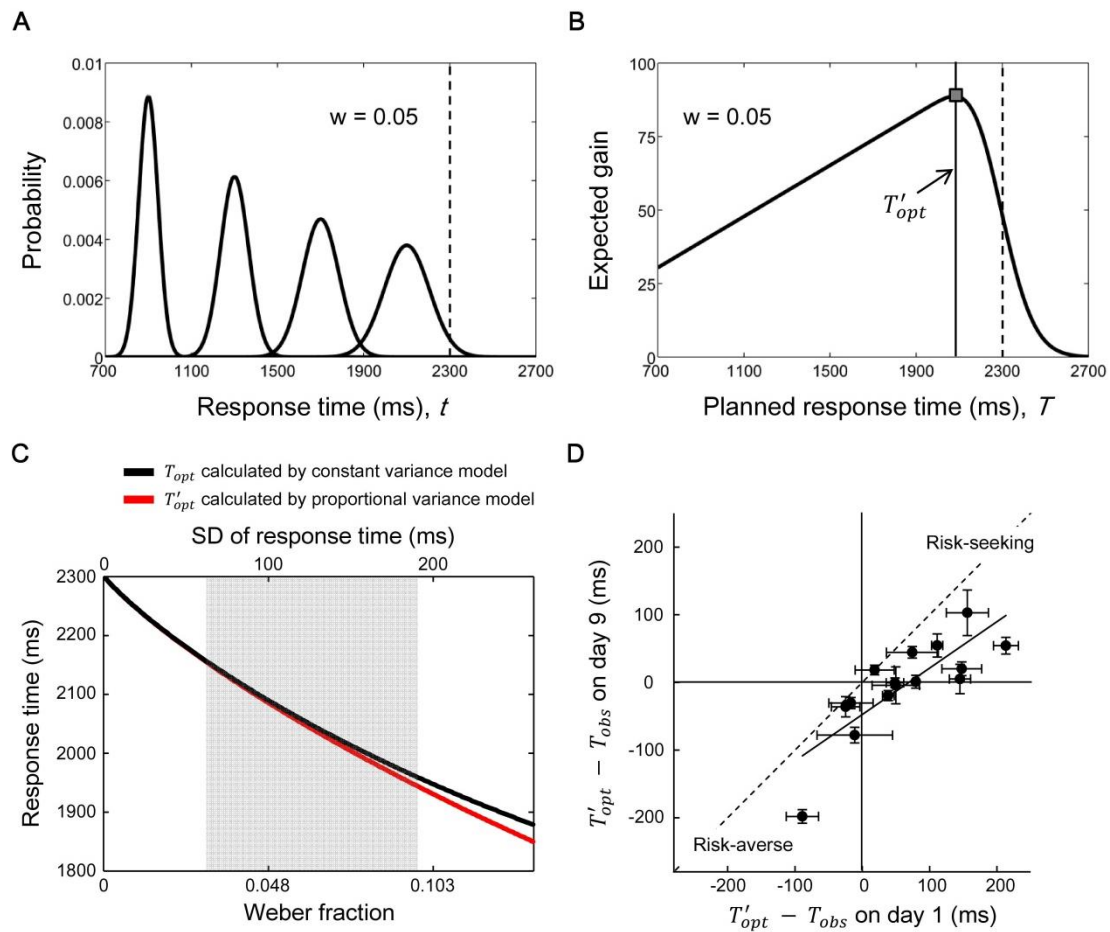 A
0.01
0.008
0.006
0.004
0.002
0
Probability
w = 0.05
700 1100 1500 1900 2300 2700
Response time (ms), t
B
100
75
50
25
0
Expected gain
w = 0.05
T′opt
700 1100 1500 1900 2300 2700
Planned response time (ms), T
C
Topt calculated by constant variance model
T′opt calculated by proportional variance model
SD of response time (ms)
0 100 200
2300
2200
2100
2000
1900
1800
Response time (ms)
0 0.048 0.103
Weber fraction
D
200
100
0
-100
-200
T′opt − Tobs on day 9 (ms)
Risk-seeking
Risk-averse
-200 -100 0 100 200
T′opt − Tobs on day 1 (ms)